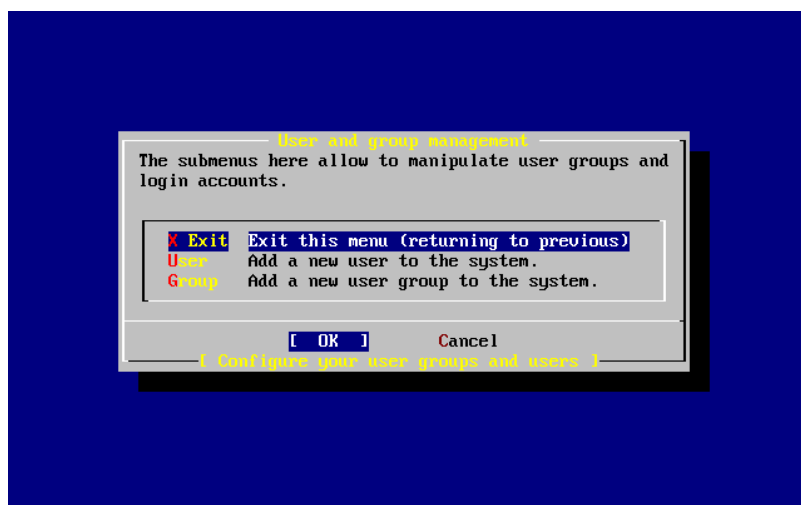 User and group management
The submenus here allow to manipulate user groups and
login accounts.
X Exit Exit this menu (returning to previous)
User Add a new user to the system.
Group Add a new user group to the system.
[ OK ] Cancel
[ Configure your user groups and users ]